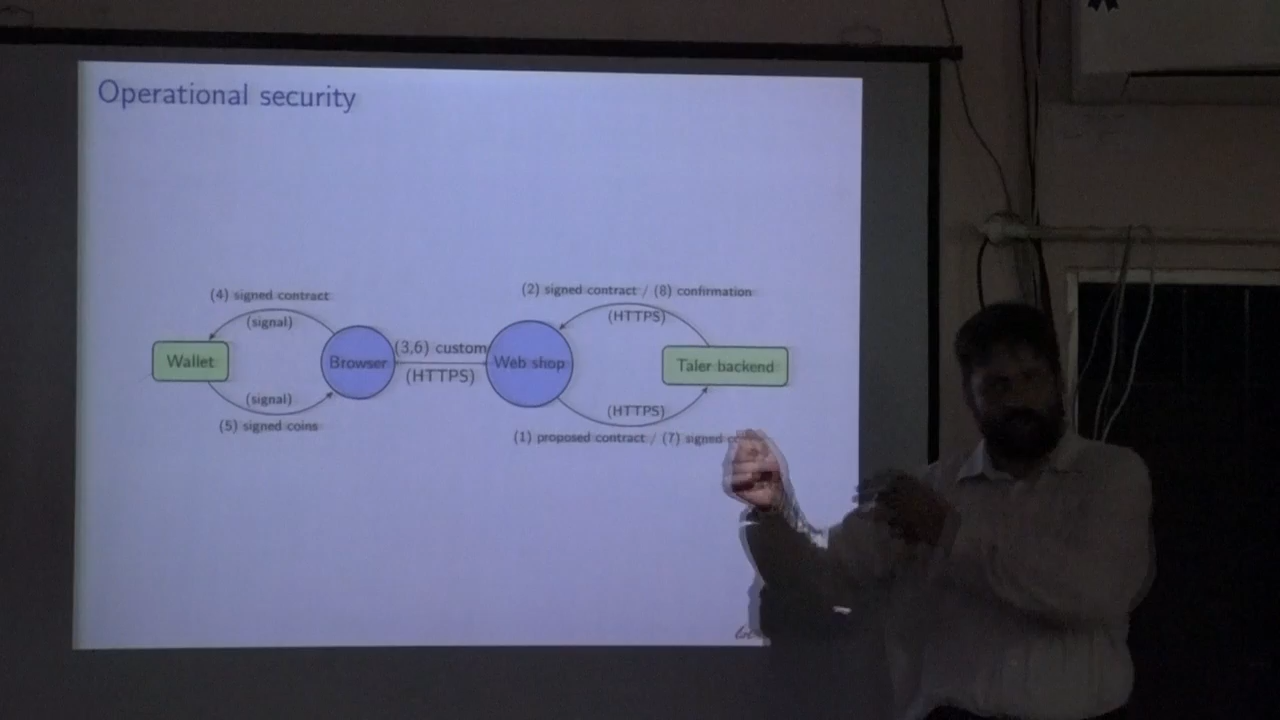 Operational security
(4) signed contract
(signal)
Wallet
Browser
(signal)
(5) signed coins
(3,6) custom
(HTTPS)
Web shop
(2) signed contract / (8) confirmation
(HTTPS)
Taler backend
(HTTPS)
(1) proposed contract / (7) signed